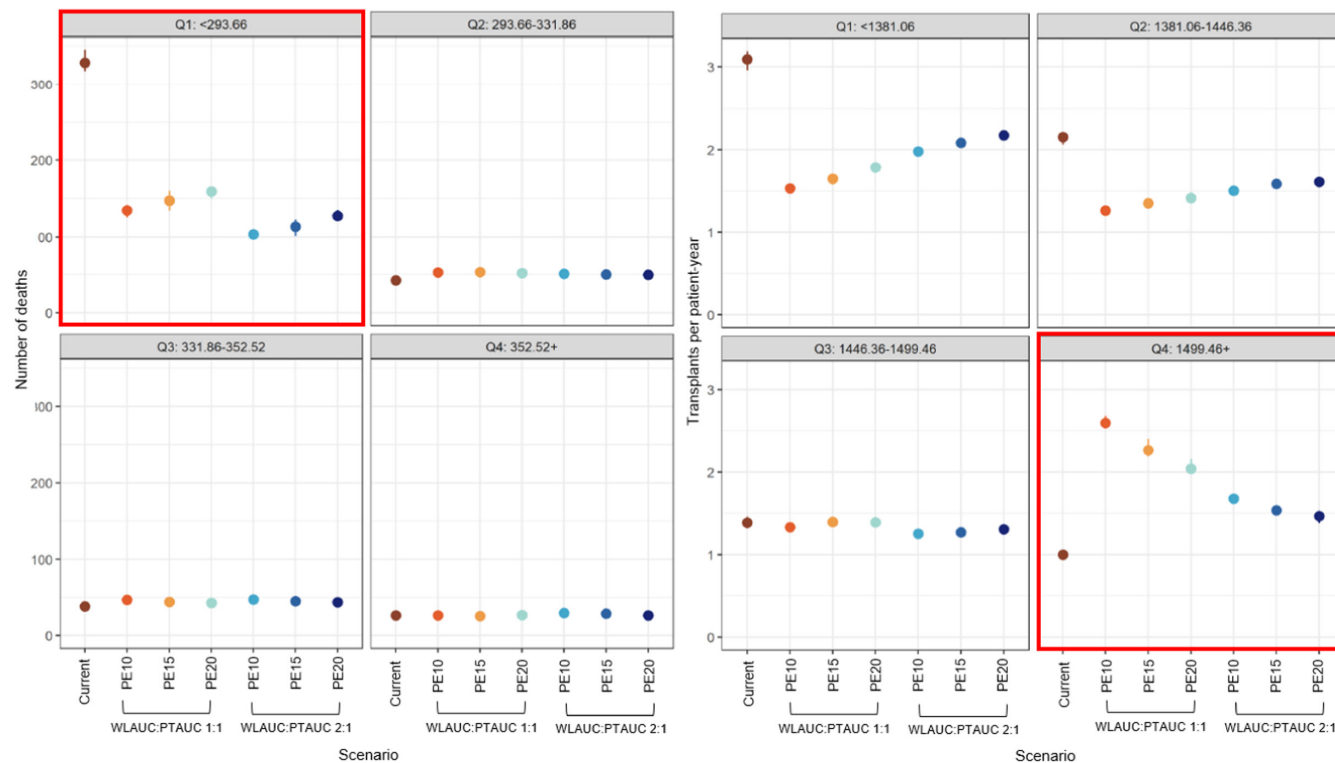 Q1: <293.66
Q2: 293.66-331.86
Q1: <1381.06
Q2: 1381.06-1446.36
Number of deaths
300
200
00
0
Transplants per patient-year
3
2
1
0
Q3: 331.86-352.52
Q4: 352.52+
Q3: 1446.36-1499.46
Q4: 1499.46+
300
200
100
0
3
2
1
0
Current
PE10
PE15
PE20
PE10
PE15
PE20
Current
PE10
PE15
PE20
PE10
PE15
PE20
WLAUC:PTAUC 1:1
WLAUC:PTAUC 2:1
WLAUC:PTAUC 1:1
WLAUC:PTAUC 2:1
Scenario
Current
PE10
PE15
PE20
PE10
PE15
PE20
Current
PE10
PE15
PE20
PE10
PE15
PE20
WLAUC:PTAUC 1:1
WLAUC:PTAUC 2:1
WLAUC:PTAUC 1:1
WLAUC:PTAUC 2:1
Scenario